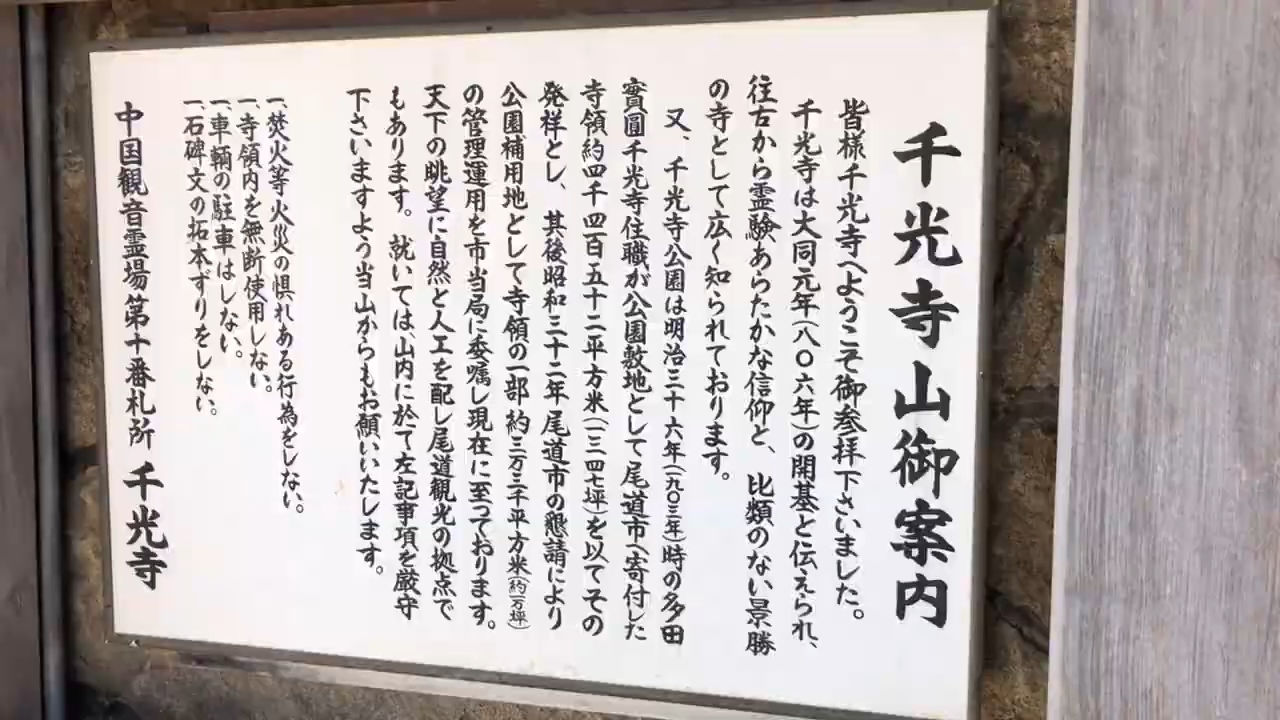 千光寺山御案内
皆様千光寺へようこそ御参拝下さいました。
千光寺は大同元年(八〇六年)の開基と伝えられ、
往古から霊験あらたかな信仰と、比類のない景勝
の寺として広く知られております。
又、千光寺公園は明治三十六年(一九〇三年)時の多田
實圓千光寺住職が公園敷地として尾道市へ寄付した
寺領約四千四百五十二平方米(一三四七坪)を以てその
発祥とし、其後昭和三十二年尾道市の懇請により
公園補用地として寺領の一部約三万三千平方米(約一万坪)
の管理運用を市当局に委嘱し現在に至っております。
天下の眺望に自然と人工を配し尾道観光の拠点で
もあります。就いては山内に於て左記事項を厳守
下さいますよう当山からもお願いいたします。
一、焚火等火災の惧れある行為をしない。
一、寺領内を無断使用しない。
一、車輌の駐車はしない。
一、石碑文の拓本ずりをしない。
中国観音霊場第十番札所 千光寺